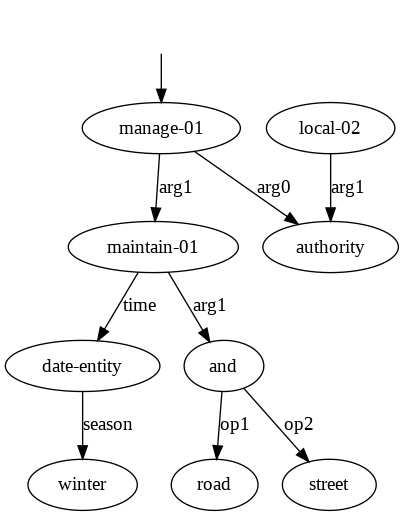 manage-01 local-02
arg1 arg0 arg1
maintain-01 authority
time arg1
date-entity and
season op1 op2
winter road street